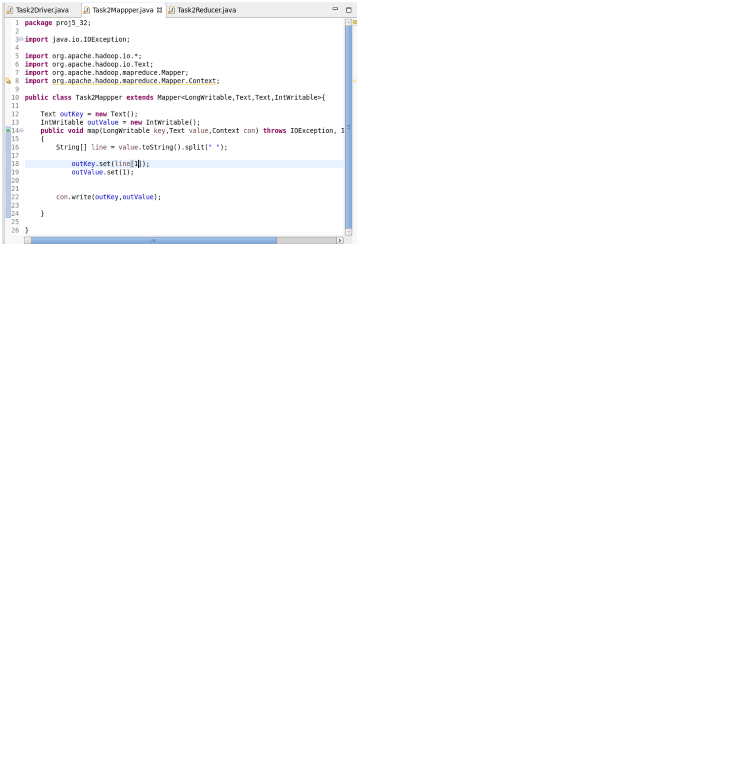 Task2Driver.java Task2Mappper.java Task2Reducer.java
1 package proj5_32;
2
3 import java.io.IOException;
4
5 import org.apache.hadoop.io.*;
6 import org.apache.hadoop.io.Text;
7 import org.apache.hadoop.mapreduce.Mapper;
8 import org.apache.hadoop.mapreduce.Mapper.Context;
9
10 public class Task2Mappper extends Mapper<LongWritable,Text,Text,IntWritable>{
11
12 Text outKey = new Text();
13 IntWritable outValue = new IntWritable();
14 public void map(LongWritable key,Text value,Context con) throws IOException, I
15 {
16 String[] line = value.toString().split(" ");
17
18 outKey.set(line[1]);
19 outValue.set(1);
20
21
22 con.write(outKey,outValue);
23
24 }
25
26 }